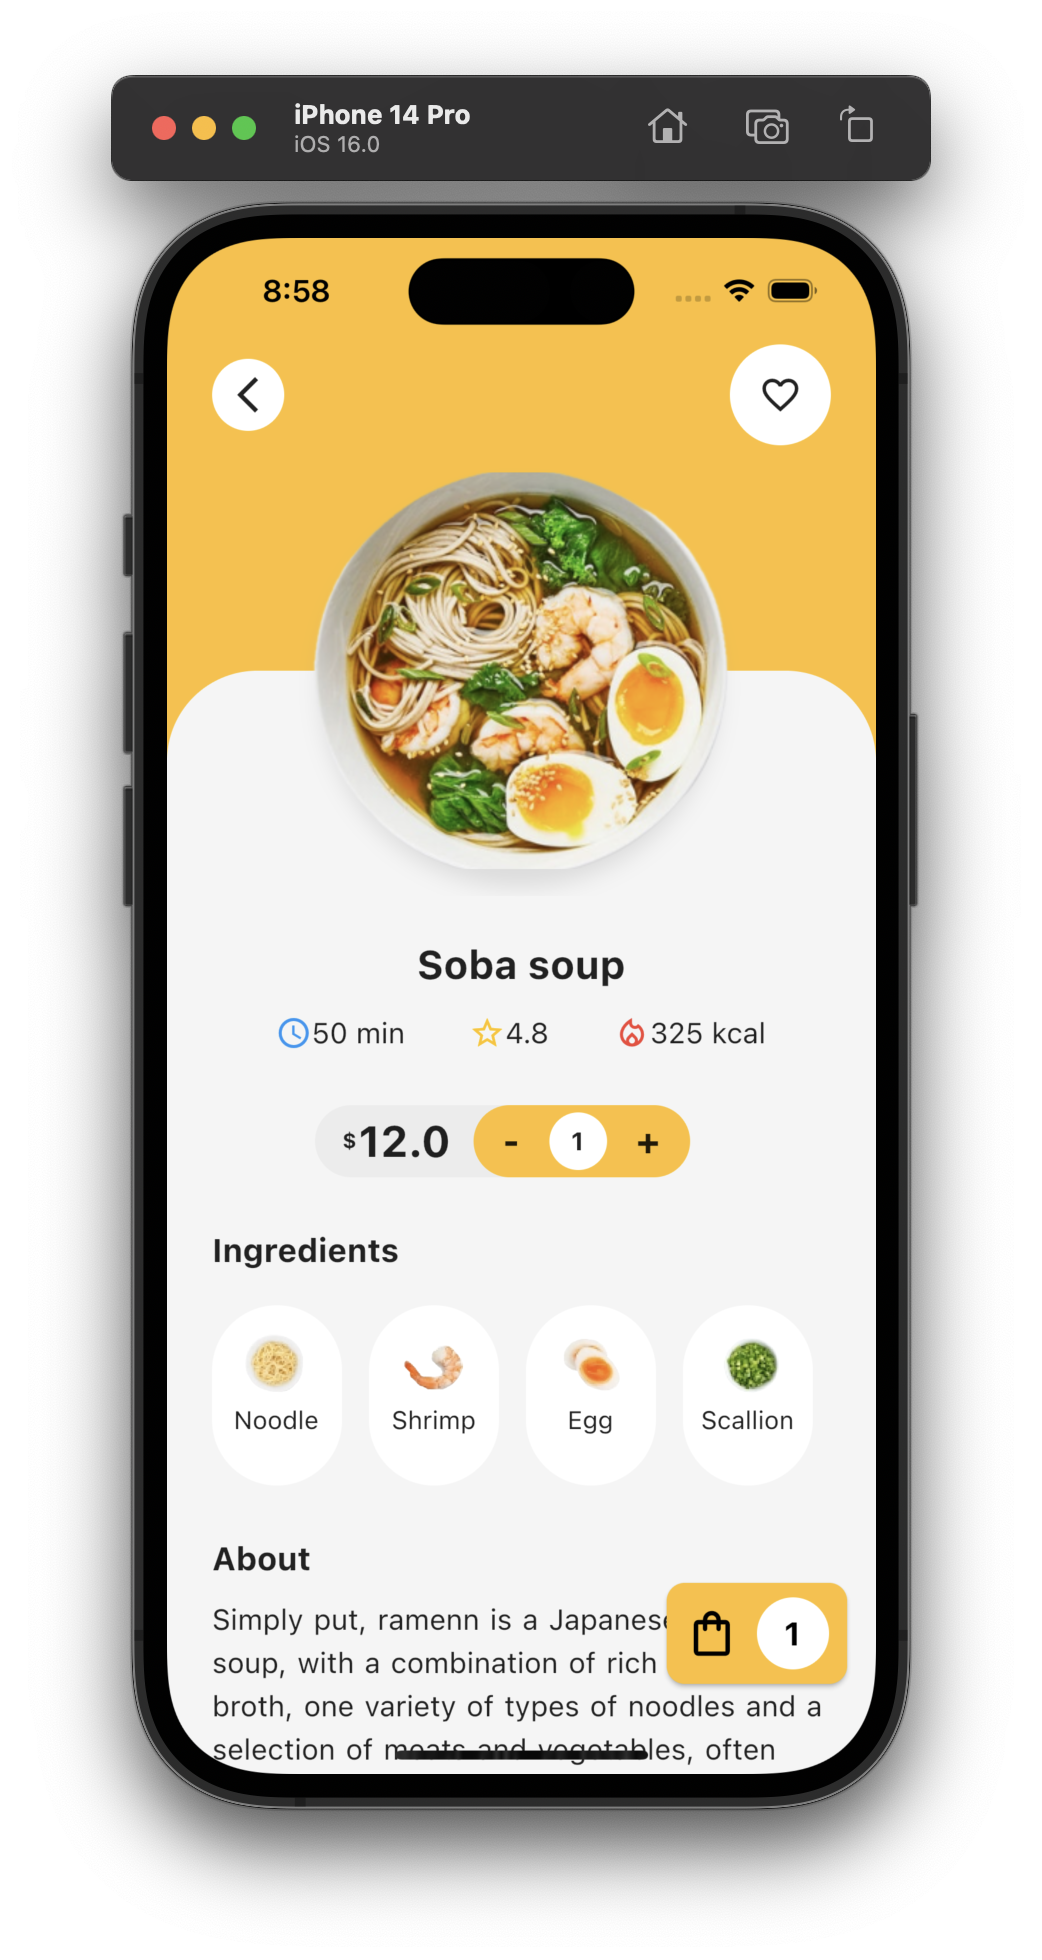 iPhone 14 Pro
iOS 16.0
8:58
Soba soup
50 min 4.8 325 kcal
$12.0 - 1 +
Ingredients
Noodle Shrimp Egg Scallion
About
Simply put, ramenn is a Japanese
soup, with a combination of rich
1
broth, one variety of types of noodles and a
selection of meats and vegetables, often